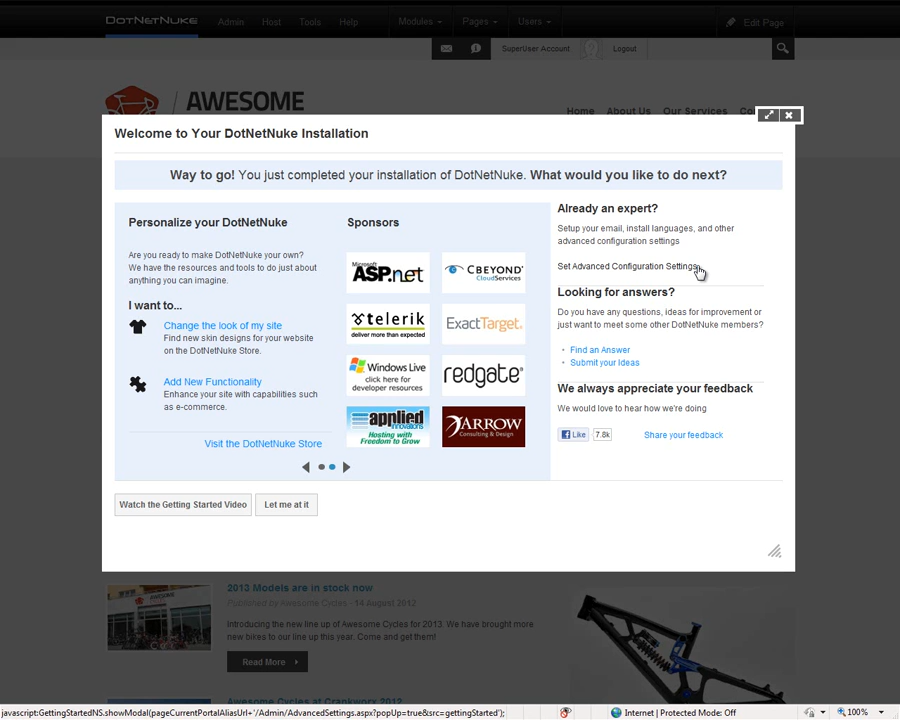 DOTNETNUKE Admin Host Tools Help Modules Pages Users Edit Page
SuperUser Account Logout
AWESOME
Home About Us Our Services
Welcome to Your DotNetNuke Installation
Way to go! You just completed your installation of DotNetNuke. What would you like to do next?
Personalize your DotNetNuke
Are you ready to make DotNetNuke your own?
We have the resources and tools to do just about
anything you can imagine.
I want to...
Change the look of my site
Find new skin designs for your website
on the DotNetNuke Store.
Add New Functionality
Enhance your site with capabilities such
as e-commerce.
Visit the DotNetNuke Store
Sponsors
Microsoft
ASP.net
CBEYOND
CloudServices
telerik
deliver more than expected
ExactTarget.
Windows Live
click here for
developer resources
redgate
applied
innovations
Hosting with
Freedom to Grow
ARROW
Consulting & Design
Already an expert?
Setup your email, install languages, and other
advanced configuration settings
Set Advanced Configuration Settings
Looking for answers?
Do you have any questions, ideas for improvement or
just want to meet some other DotNetNuke members?
Find an Answer
Submit your Ideas
We always appreciate your feedback
We would love to hear how we're doing
Like 7.8k Share your feedback
Watch the Getting Started Video Let me at it
2013 Models are in stock now
Published by Awesome Cycles - 14 August 2012
Introducing the new line up of Awesome Cycles for 2013. We have brought more
new bikes to our line up this year. Come and get them!
Read More
Awesome Cycles at Crankworx 2012
javascript:GettingStartedNS.showModal(pageCurrentPortalAliasUrl+'/Admin/AdvancedSettings.aspx?popUp=true&src=gettingStarted'); Internet | Protected Mode: Off 100%